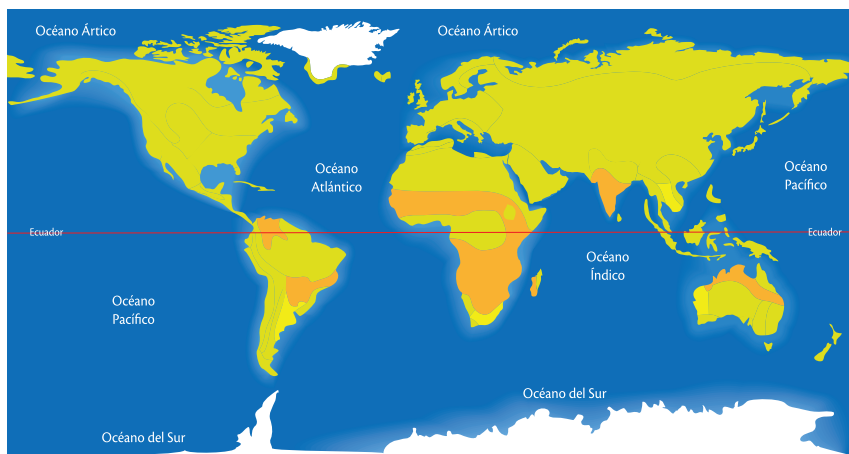 Océano Ártico
Océano Ártico
Océano
Atlántico
Océano
Pacífico
Ecuador
Ecuador
Océano
Índico
Océano
Pacífico
Océano del Sur
Océano del Sur